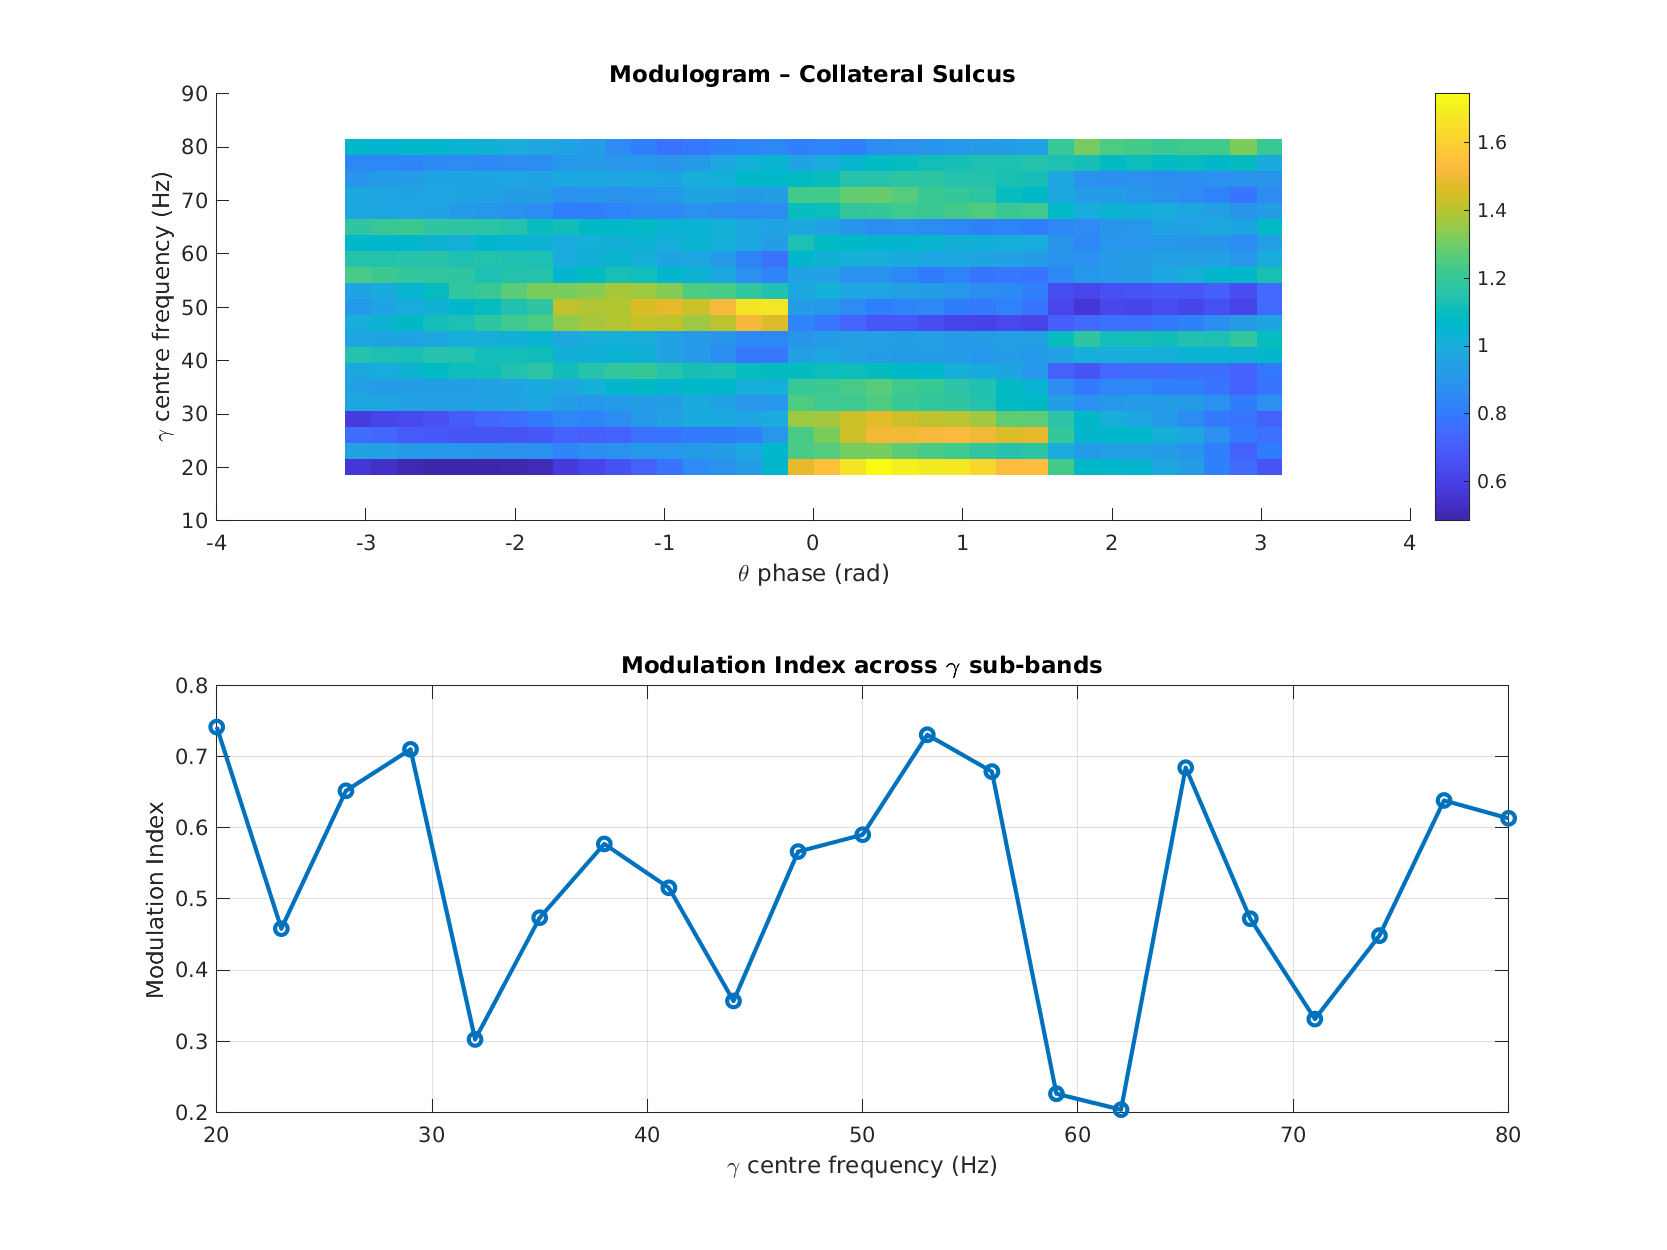 Modulogram – Collateral Sulcus
90
80
70
60
50
40
30
20
10
γ centre frequency (Hz)
-4 -3 -2 -1 0 1 2 3 4
θ phase (rad)
1.6
1.4
1.2
1
0.8
0.6
Modulation Index across γ sub-bands
0.8
0.7
0.6
0.5
0.4
0.3
0.2
Modulation Index
20 30 40 50 60 70 80
γ centre frequency (Hz)